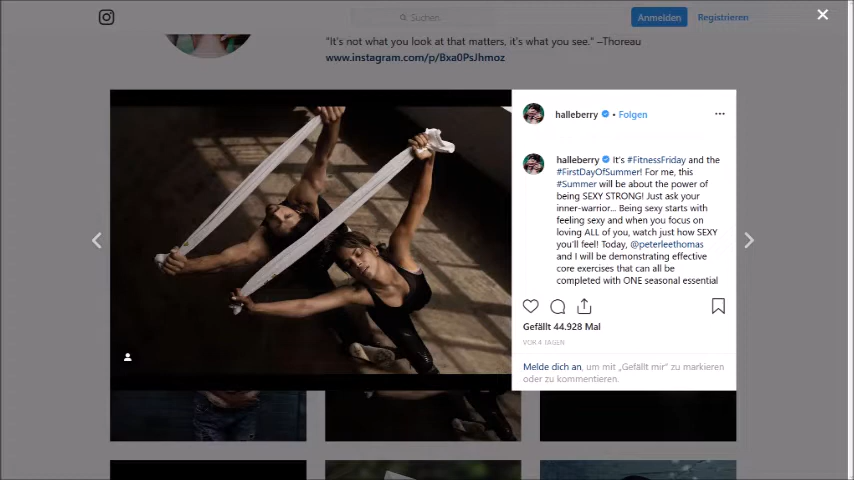 Suchen
Anmelden
Registrieren
"It's not what you look at that matters, it's what you see." –Thoreau
www.instagram.com/p/Bxa0PsJhmoz
halleberry • Folgen
halleberry It's #FitnessFriday and the
#FirstDayOfSummer! For me, this
#Summer will be about the power of
being SEXY STRONG! Just ask your
inner-warrior... Being sexy starts with
feeling sexy and when you focus on
loving ALL of you, watch just how SEXY
you'll feel! Today, @peterleethomas
and I will be demonstrating effective
core exercises that can all be
completed with ONE seasonal essential
Gefällt 44.928 Mal
VOR 4 TAGEN
Melde dich an, um mit „Gefällt mir“ zu markieren
oder zu kommentieren.